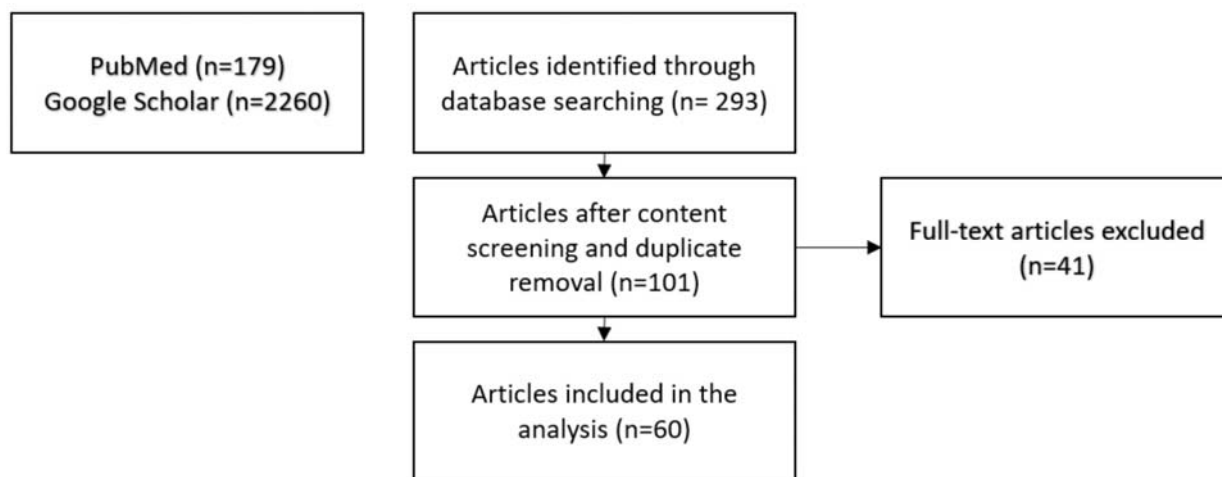 PubMed (n=179)
Google Scholar (n=2260)
Articles identified through
database searching (n= 293)
Articles after content
screening and duplicate
removal (n=101)
Full-text articles excluded
(n=41)
Articles included in the
analysis (n=60)